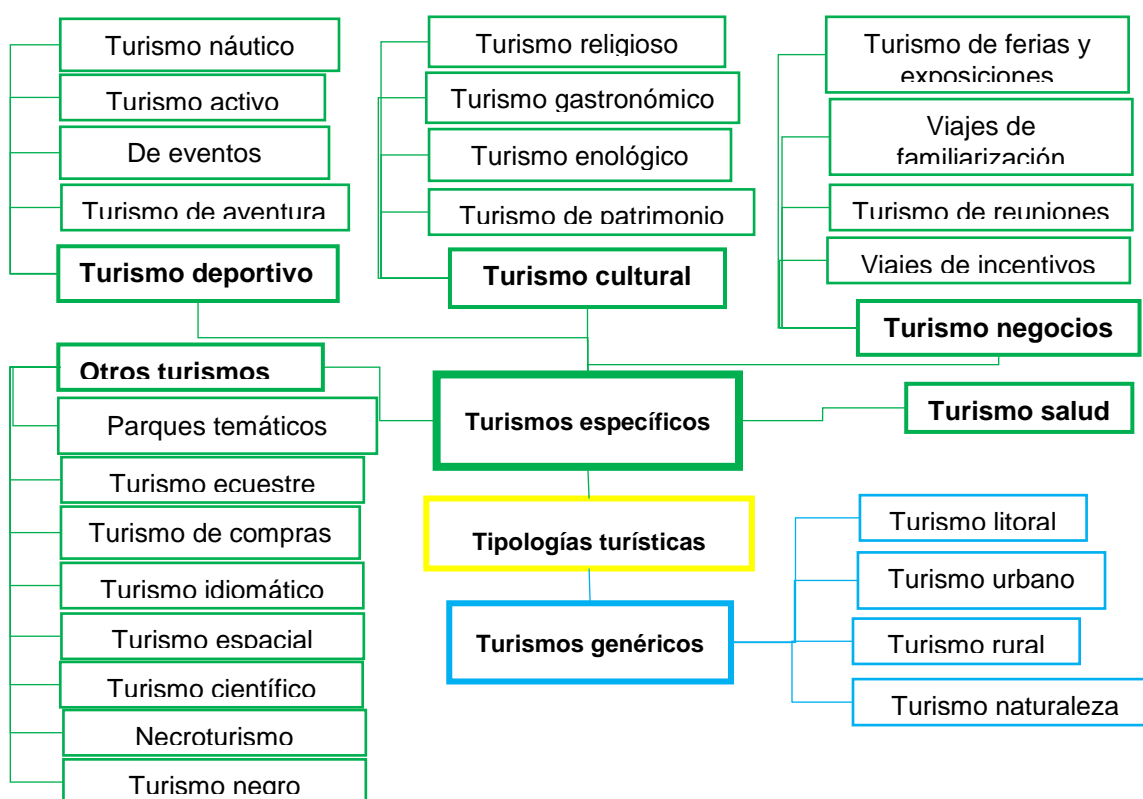 Turismo náutico
Turismo activo
De eventos
Turismo de aventura
Turismo deportivo
Turismo religioso
Turismo gastronómico
Turismo enológico
Turismo de patrimonio
Turismo cultural
Turismo de ferias y
exposiciones
Viajes de
familiarización
Turismo de reuniones
Viajes de incentivos
Turismo negocios
Otros turismos
Parques temáticos
Turismo ecuestre
Turismo de compras
Turismo idiomático
Turismo espacial
Turismo científico
Necroturismo
Turismo negro
Turismos específicos
Turismo salud
Tipologías turísticas
Turismos genéricos
Turismo litoral
Turismo urbano
Turismo rural
Turismo naturaleza